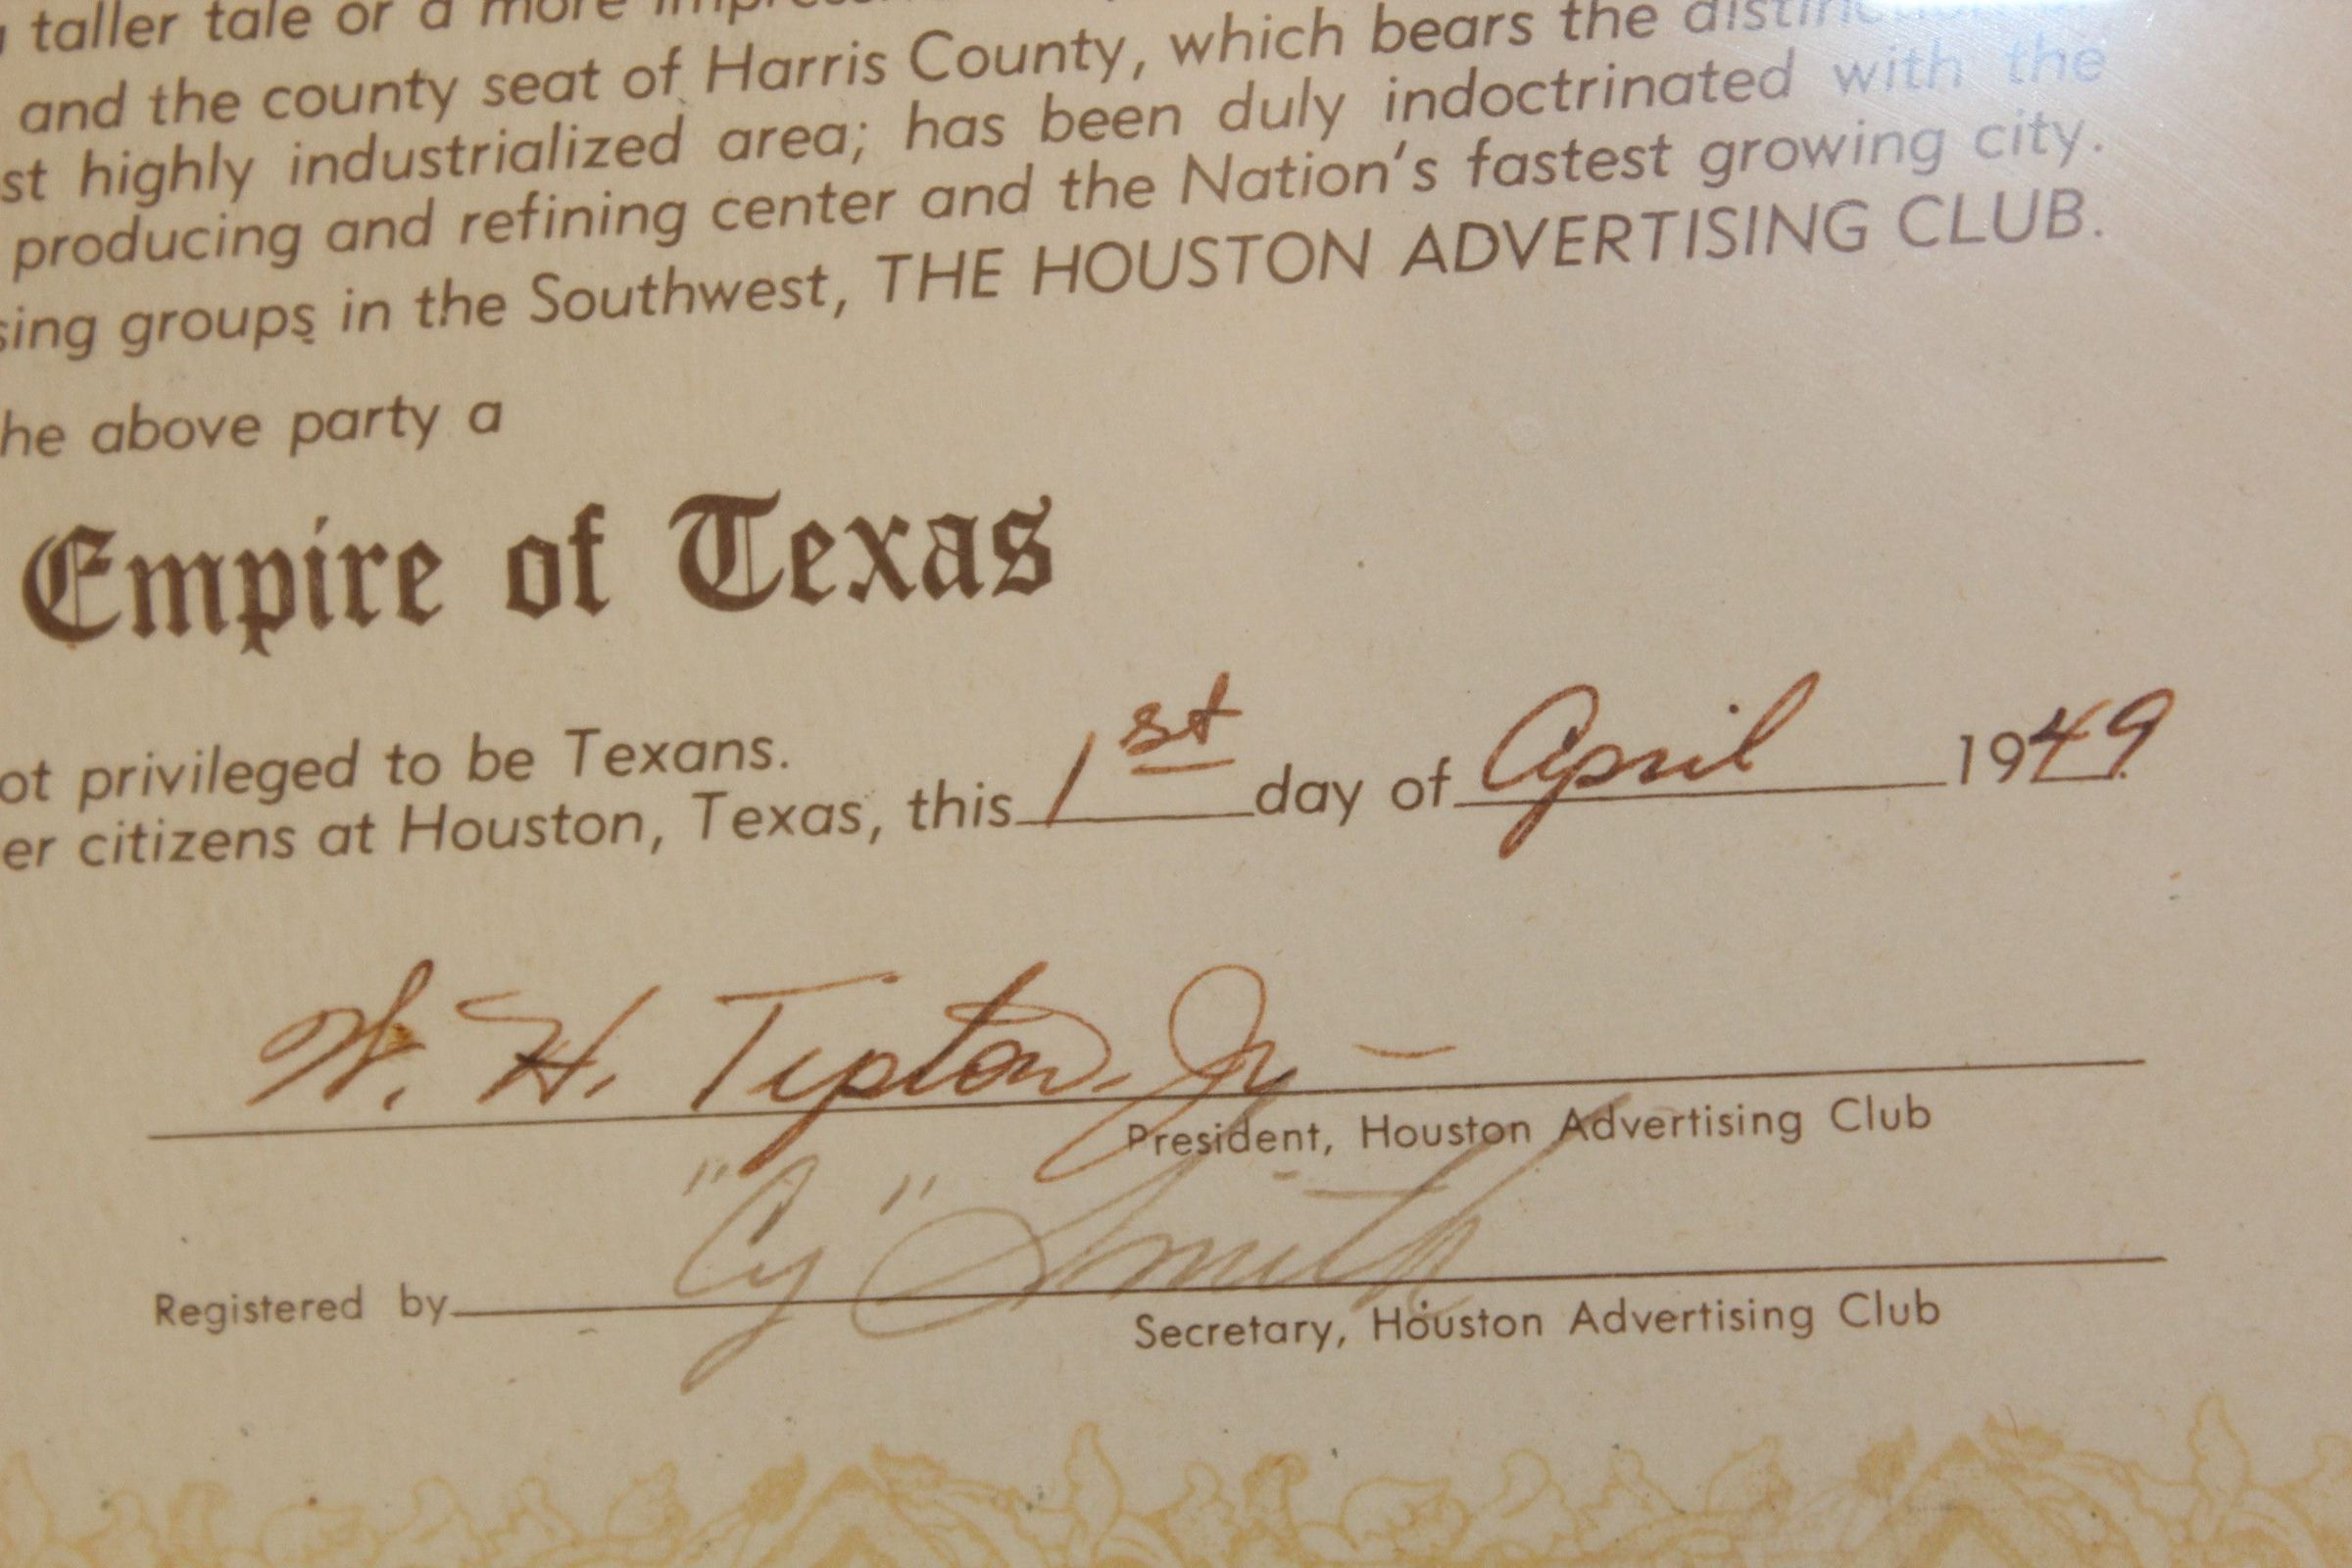 taller tale or a more
and the county seat of Harris County, which bears the
st highly industrialized area; has been duly indoctrinated with the
producing and refining center and the Nation's fastest growing city.
sing groups in the Southwest, THE HOUSTON ADVERTISING CLUB.
he above party a
Empire of Texas
ot privileged to be Texans.
er citizens at Houston, Texas, this 1st day of April 1949
W. H. Tipton, Jr.
President, Houston Advertising Club
"Cy" Smith
Registered by
Secretary, Houston Advertising Club